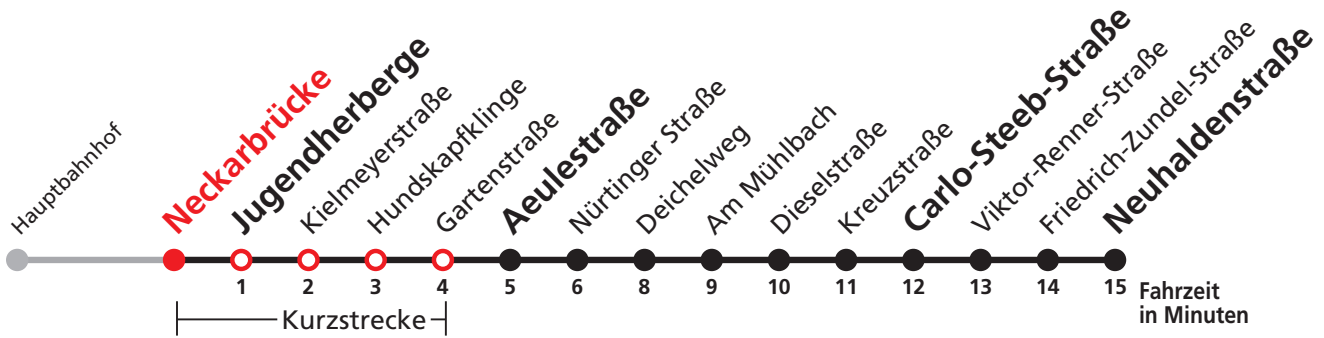 Hauptbahnhof
Neckarbrücke
Jugendherberge
Kielmeyerstraße
Hundskapfklinge
Gartenstraße
Aeulestraße
Nürtinger Straße
Deichelweg
Am Mühlbach
Dieselstraße
Kreuzstraße
Carlo-Steeb-Straße
Viktor-Renner-Straße
Friedrich-Zundel-Straße
Neuhaldenstraße
1 2 3 4 5 6 8 9 10 11 12 13 14 15
Fahrzeit
in Minuten
Kurzstrecke